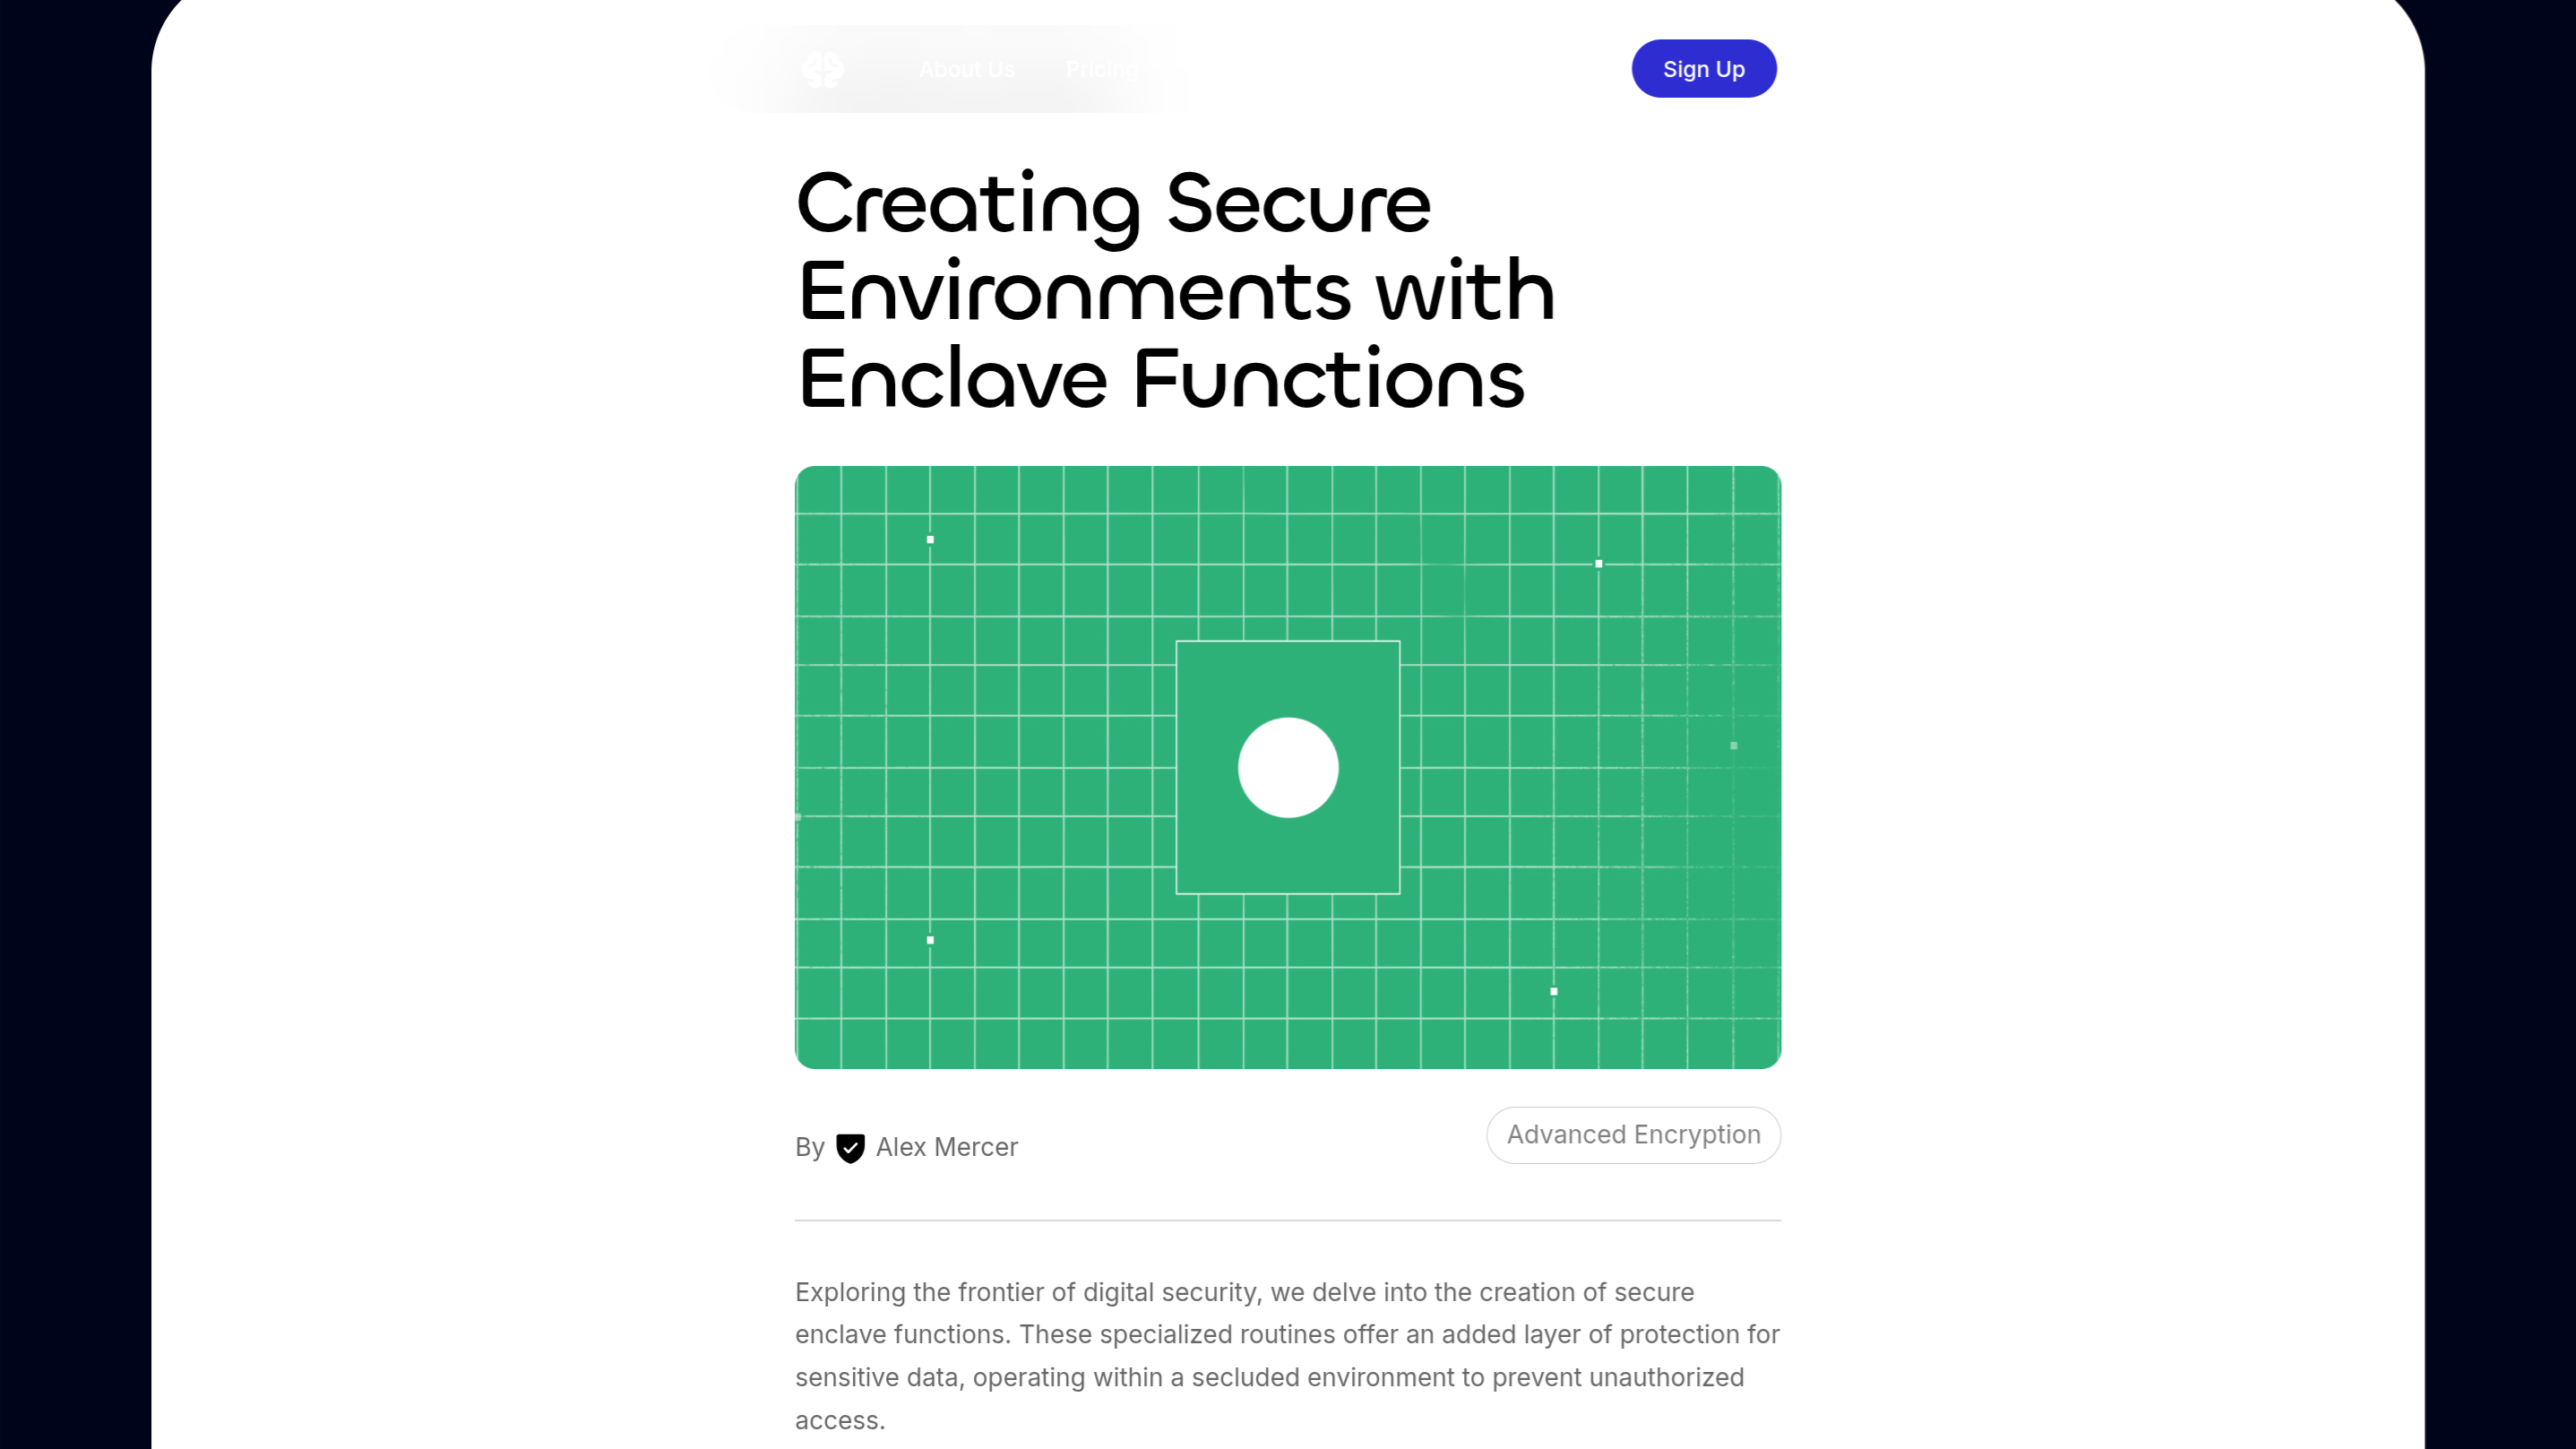 About Us Pricing Sign Up
Creating Secure
Environments with
Enclave Functions
By Alex Mercer
Advanced Encryption
Exploring the frontier of digital security, we delve into the creation of secure
enclave functions. These specialized routines offer an added layer of protection for
sensitive data, operating within a secluded environment to prevent unauthorized
access.